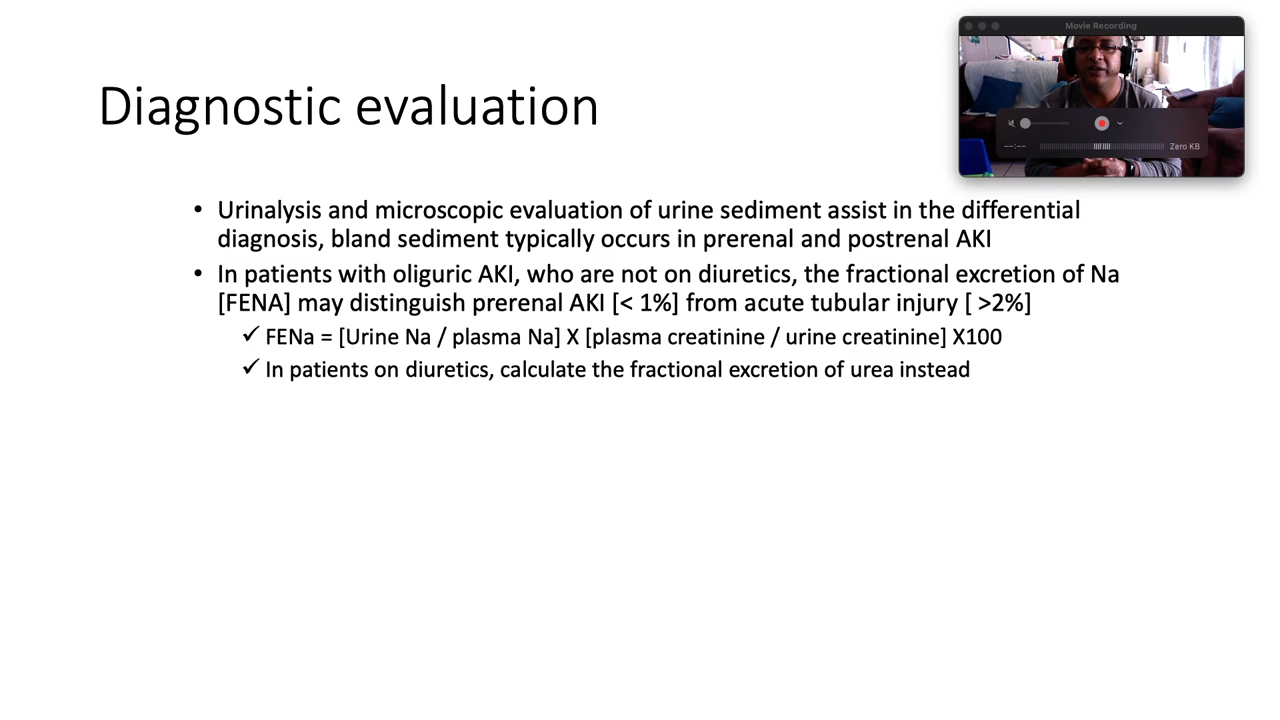 Movie Recording
--:--
Zero KB
Diagnostic evaluation
• Urinalysis and microscopic evaluation of urine sediment assist in the differential
diagnosis, bland sediment typically occurs in prerenal and postrenal AKI
• In patients with oliguric AKI, who are not on diuretics, the fractional excretion of Na
[FENA] may distinguish prerenal AKI [< 1%] from acute tubular injury [ >2%]
✓ FENa = [Urine Na / plasma Na] X [plasma creatinine / urine creatinine] X100
✓ In patients on diuretics, calculate the fractional excretion of urea instead